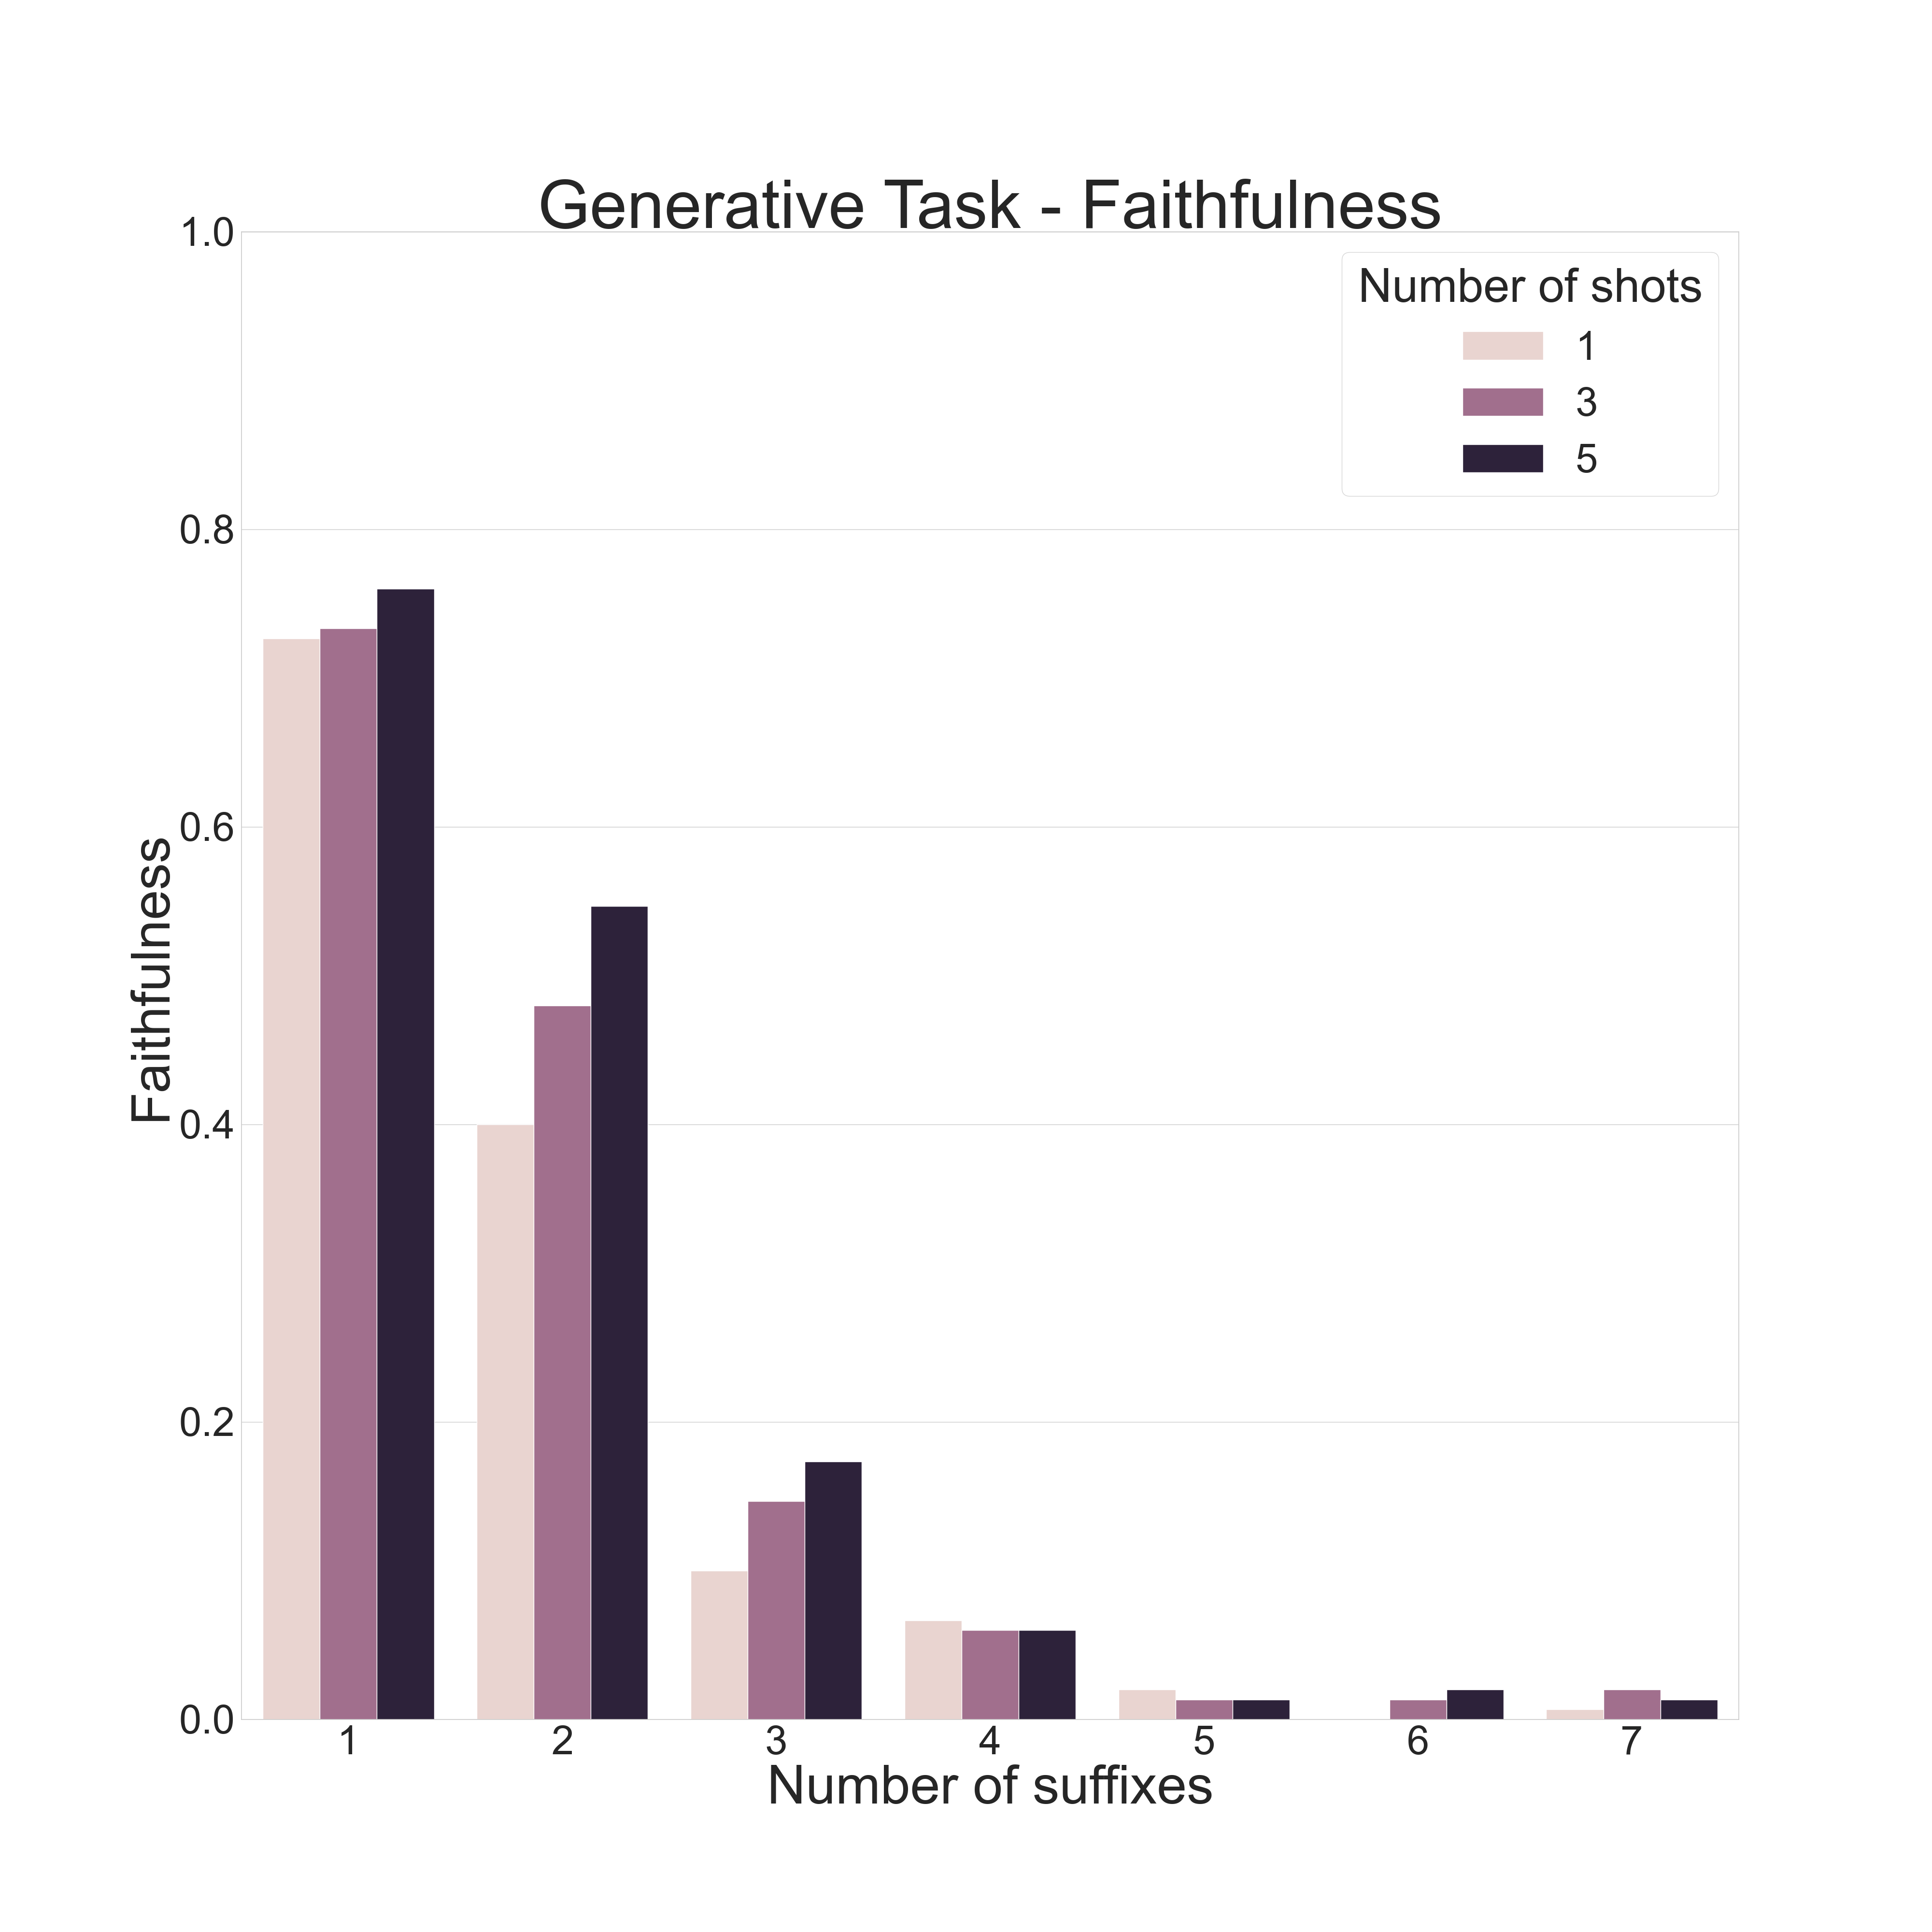 Generative Task - Faithfulness
Number of shots
1
3
5
1.0
0.8
0.6
0.4
0.2
0.0
Faithfulness
1 2 3 4 5 6 7
Number of suffixes